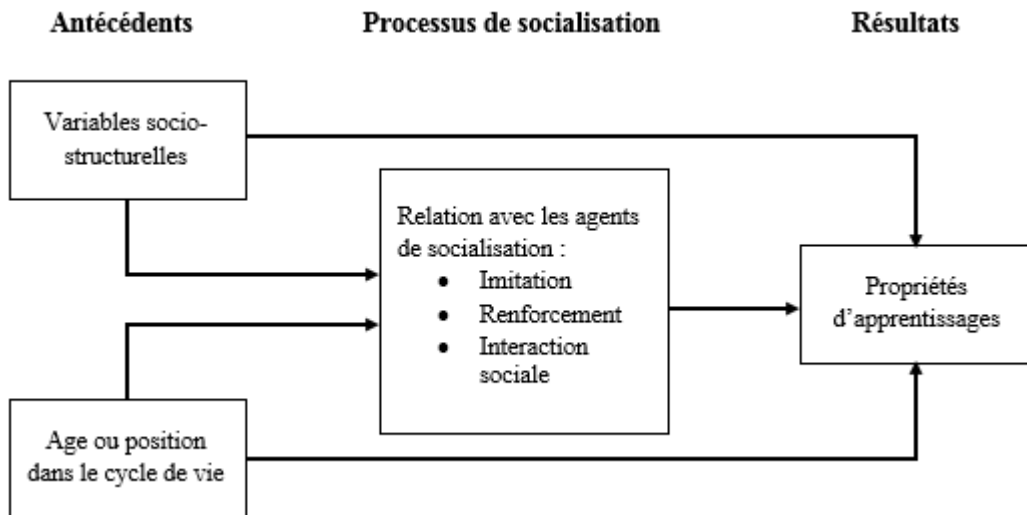 Antécédents
Processus de socialisation
Résultats
Variables socio-
structurelles
Relation avec les agents
de socialisation :
• Imitation
• Renforcement
• Interaction
sociale
Propriétés
d’apprentissages
Age ou position
dans le cycle de vie